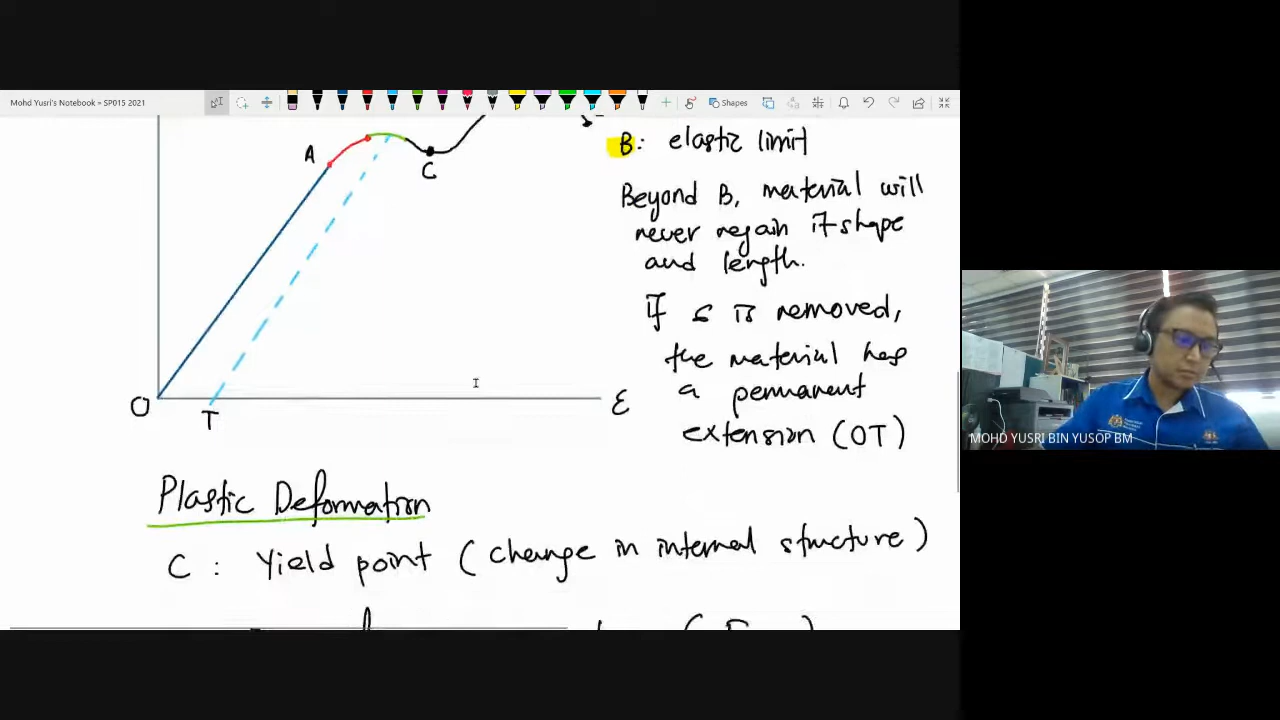 Mohd Yusri's Notebook » SP015 2021
Shapes
A
C
B: elastic limit
Beyond B, material will
never regain it shape
and length.
If σ is removed,
the material has
a permanent
extension (OT)
O
T
ε
Plastic Deformation
C: Yield point (change in internal structure)
MOHD YUSRI BIN YUSOP BM